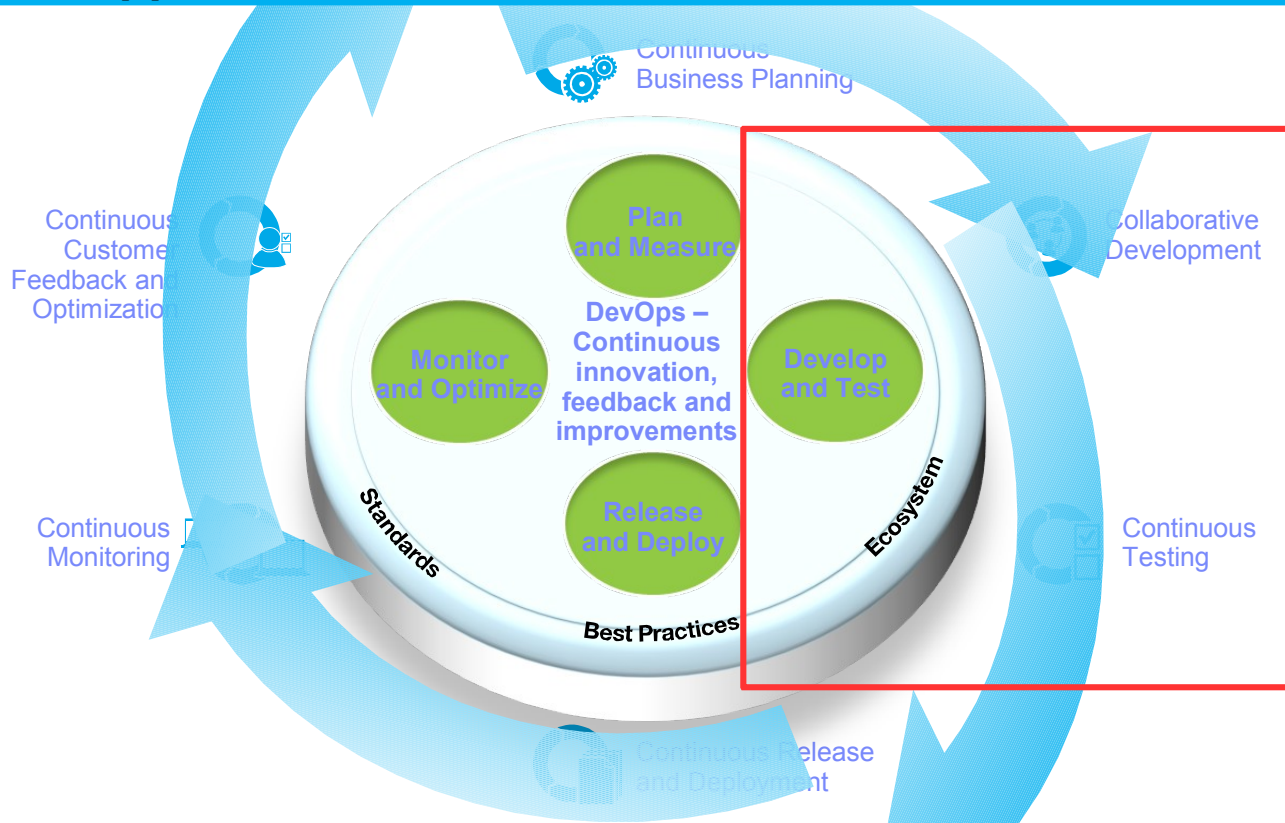 Continuous
Business Planning
Continuous
Customer
Feedback and
Optimization
Collaborative
Development
Plan
and Measure
DevOps –
Continuous
innovation,
feedback and
improvements
Monitor
and Optimize
Develop
and Test
Release
and Deploy
Standards
Best Practices
Ecosystem
Continuous
Monitoring
Continuous
Testing
Continuous Release
and Deployment